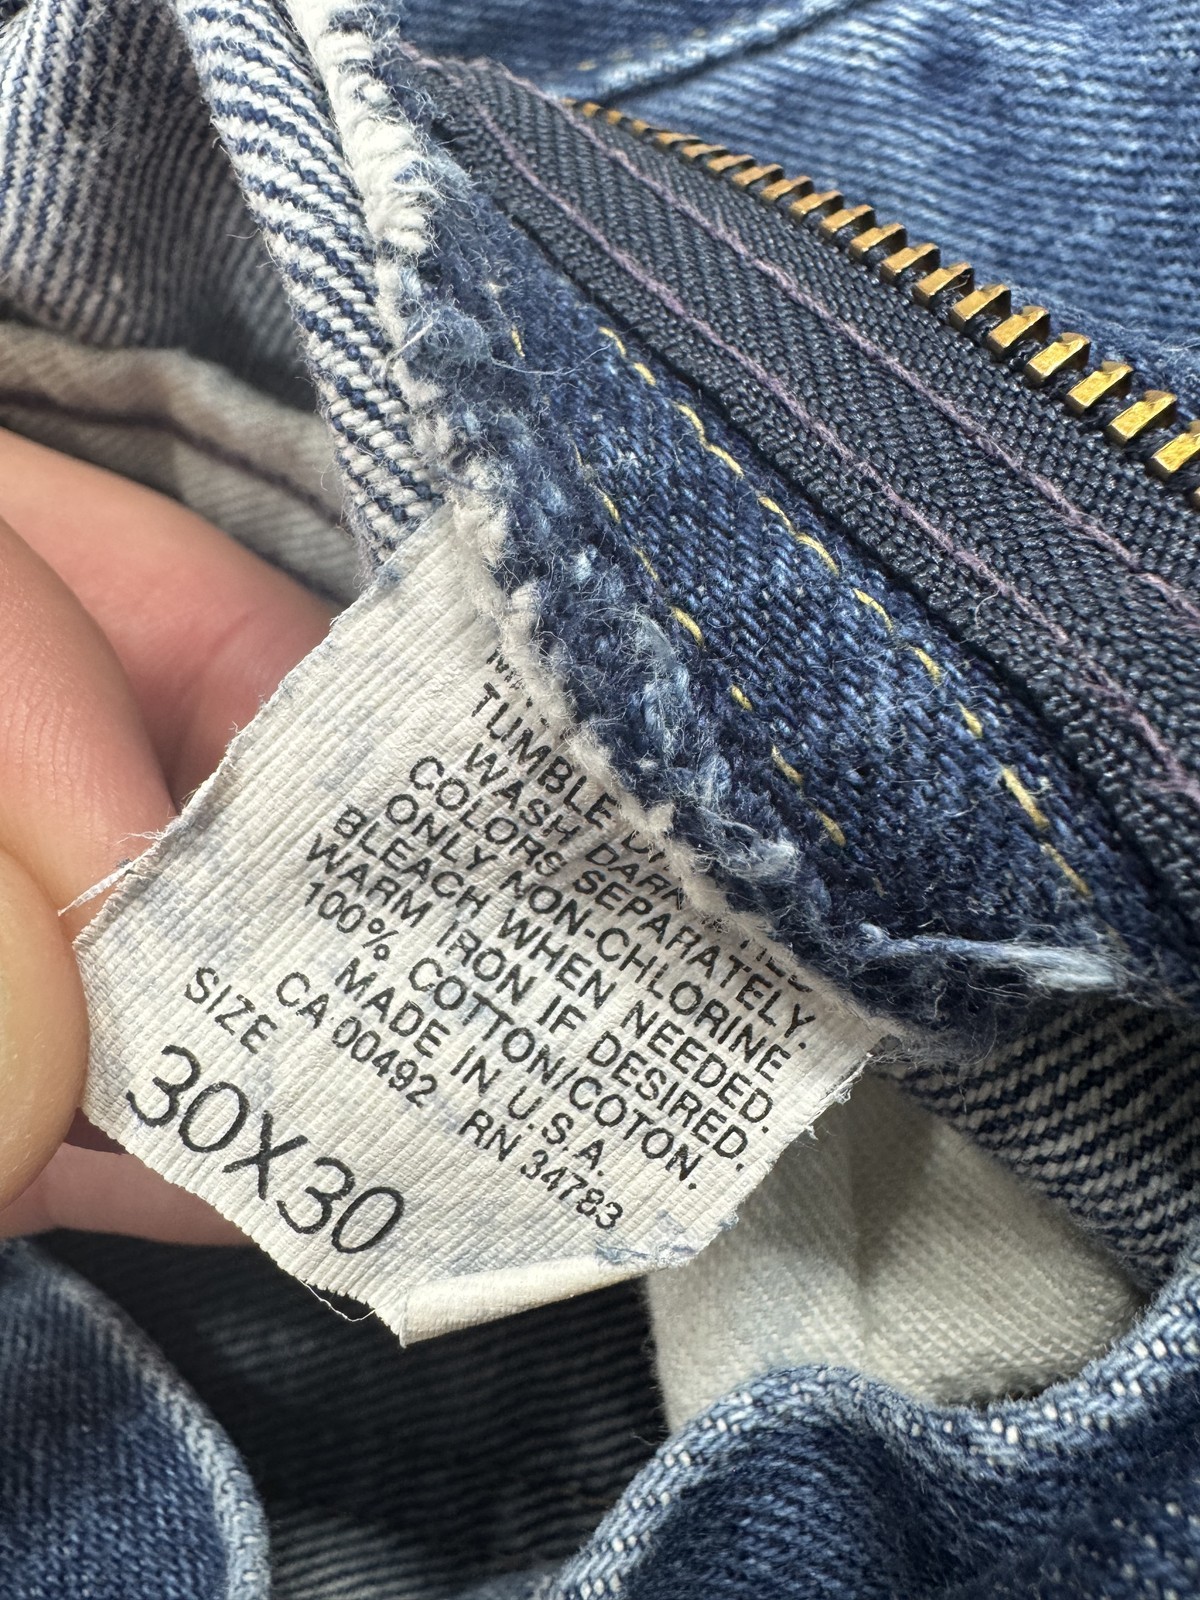 TUMBLE
WASH DARK
COLORS SEPARATELY.
ONLY NON-CHLORINE
BLEACH WHEN NEEDED.
WARM IRON IF DESIRED.
100% COTTON/COTON.
MADE IN U.S.A.
CA 00492 RN 34783
SIZE
30X30